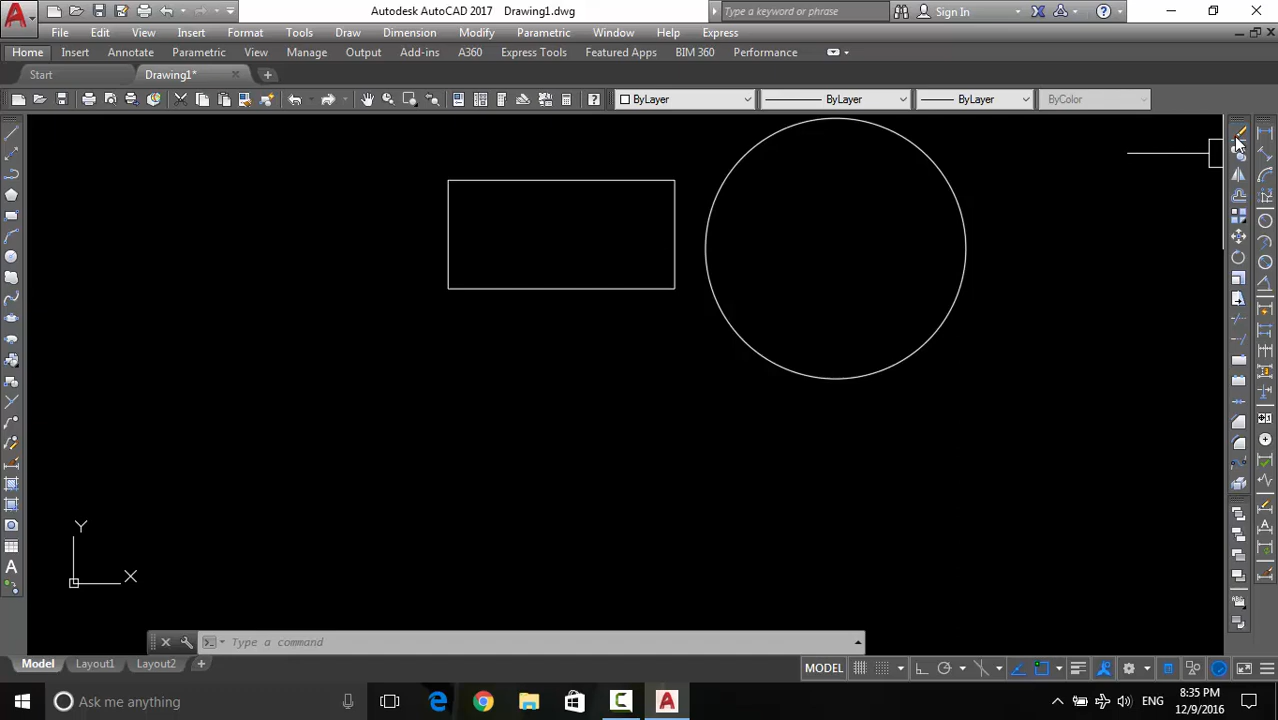 Autodesk AutoCAD 2017 Drawing1.dwg Type a keyword or phrase Sign In
File Edit View Insert Format Tools Draw Dimension Modify Parametric Window Help Express
Home Insert Annotate Parametric View Manage Output Add-ins A360 Express Tools Featured Apps BIM 360 Performance
Start Drawing1*
ByLayer ByLayer ByLayer ByColor
Y
X
A
A
Type a command
Model Layout1 Layout2 + MODEL
Ask me anything ENG 8:35 PM
12/9/2016